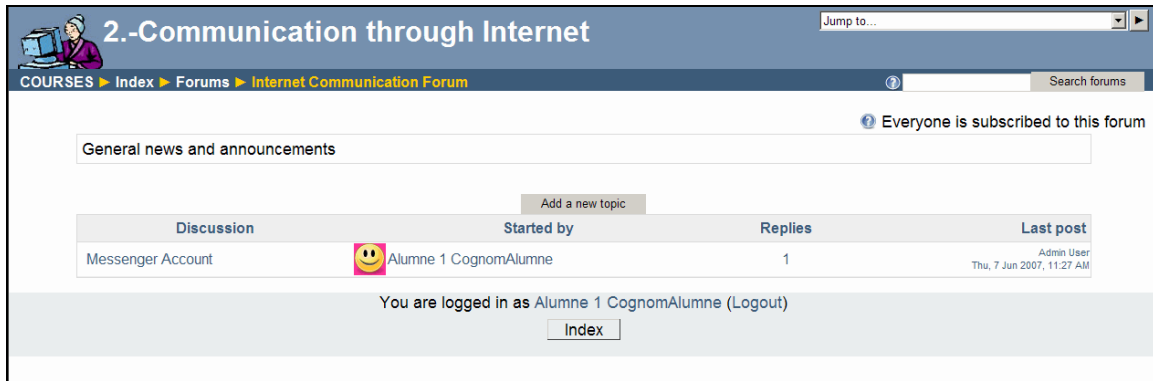 2.-Communication through Internet
Jump to...
COURSES ► Index ► Forums ► Internet Communication Forum
Search forums
Everyone is subscribed to this forum
General news and announcements
Add a new topic
Discussion Started by Replies Last post
Messenger Account Alumne 1 CognomAlumne 1 Admin User
Thu, 7 Jun 2007, 11:27 AM
You are logged in as Alumne 1 CognomAlumne (Logout)
Index